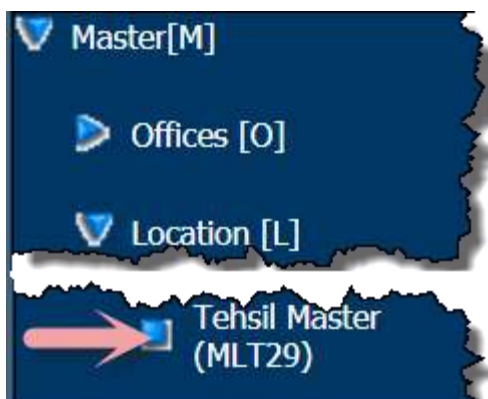 Master[M]
Offices [O]
Location [L]
Tehsil Master
(MLT29)